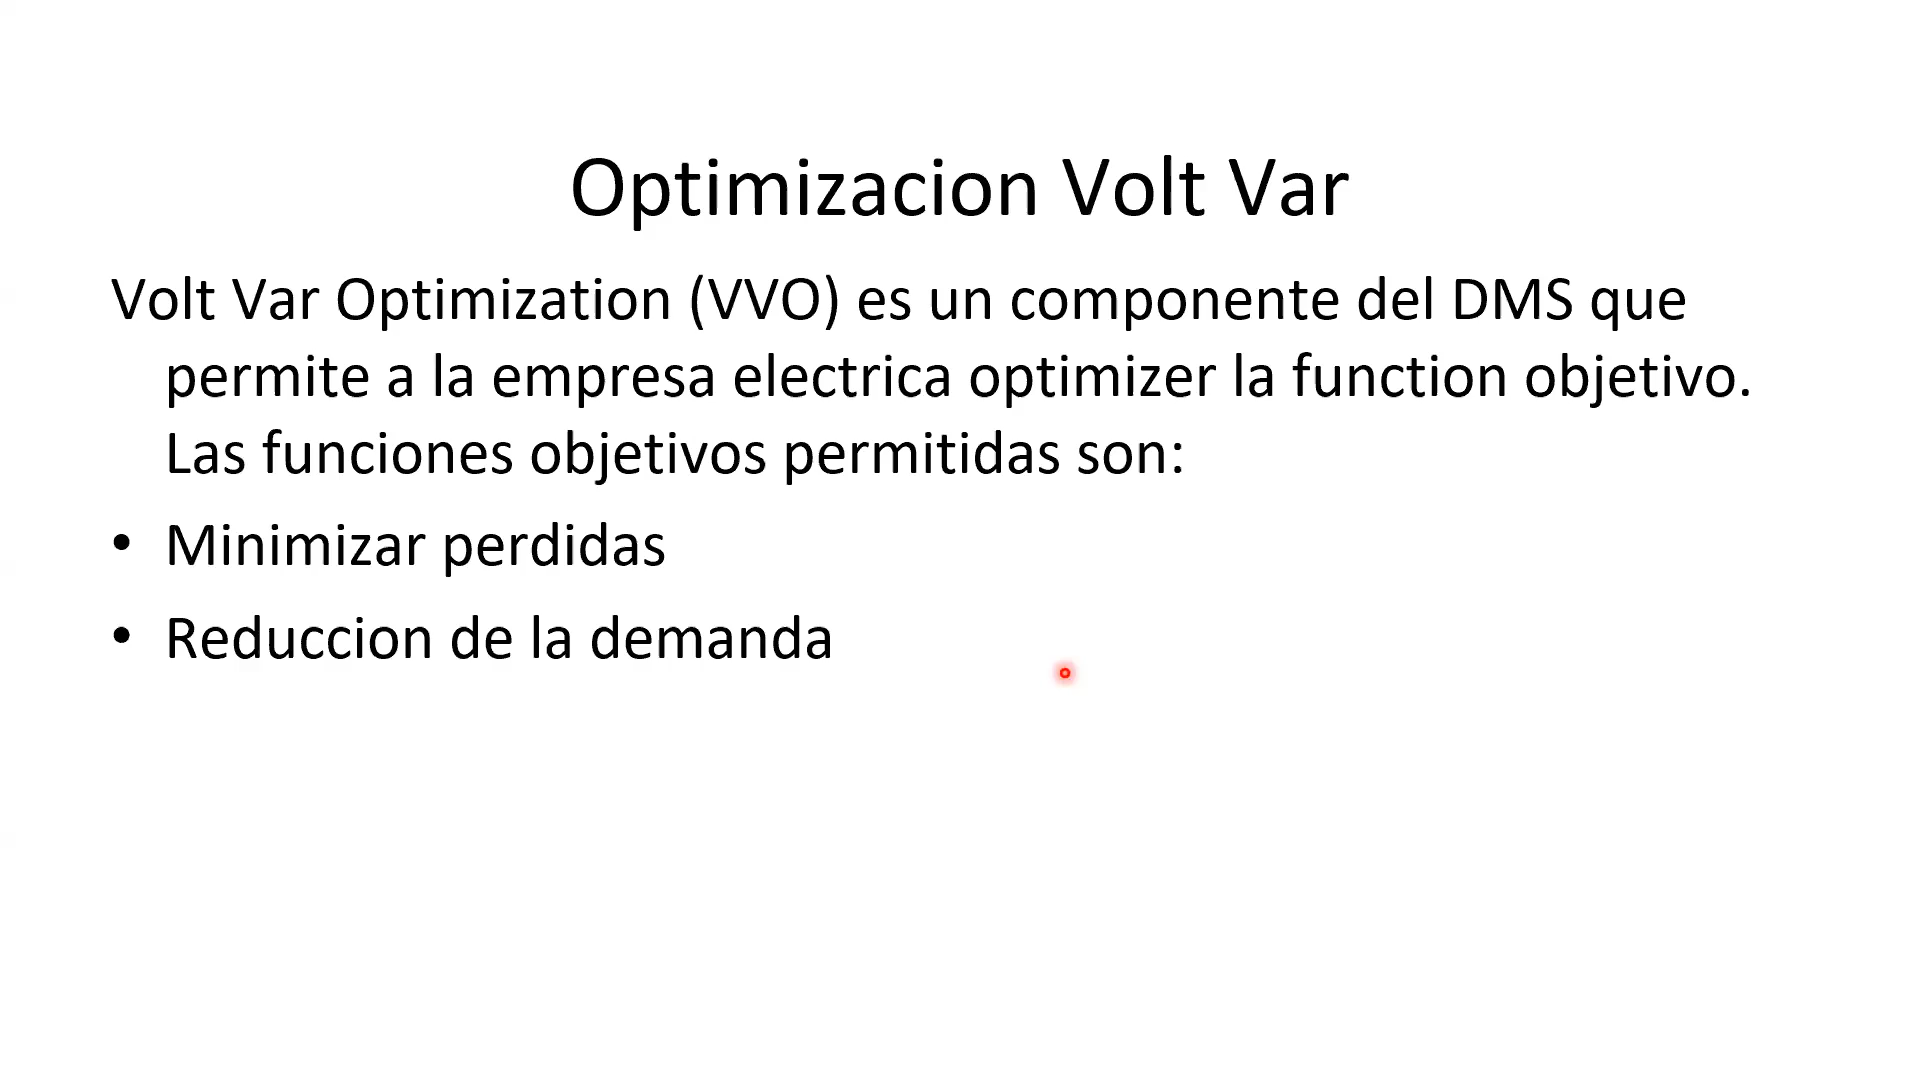 Optimizacion Volt Var
Volt Var Optimization (VVO) es un componente del DMS que
permite a la empresa electrica optimizer la function objetivo.
Las funciones objetivos permitidas son:
• Minimizar perdidas
• Reduccion de la demanda